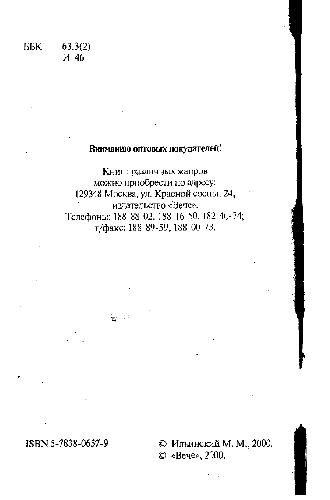 ББК 63.3(2)
И 46
Вниманию оптовых покупателей!
Книги различных жанров
можно приобрести по адресу:
129348 Москва, ул. Красной сосны, 24,
издательство «Вече».
Телефоны: 188-88-02, 188-16-50, 182-40-74;
т/факс: 188-89-59, 188-00-73.
ISBN 5-7838-0657-9
© Ильинский М. М., 2000.
© «Вече», 2000.